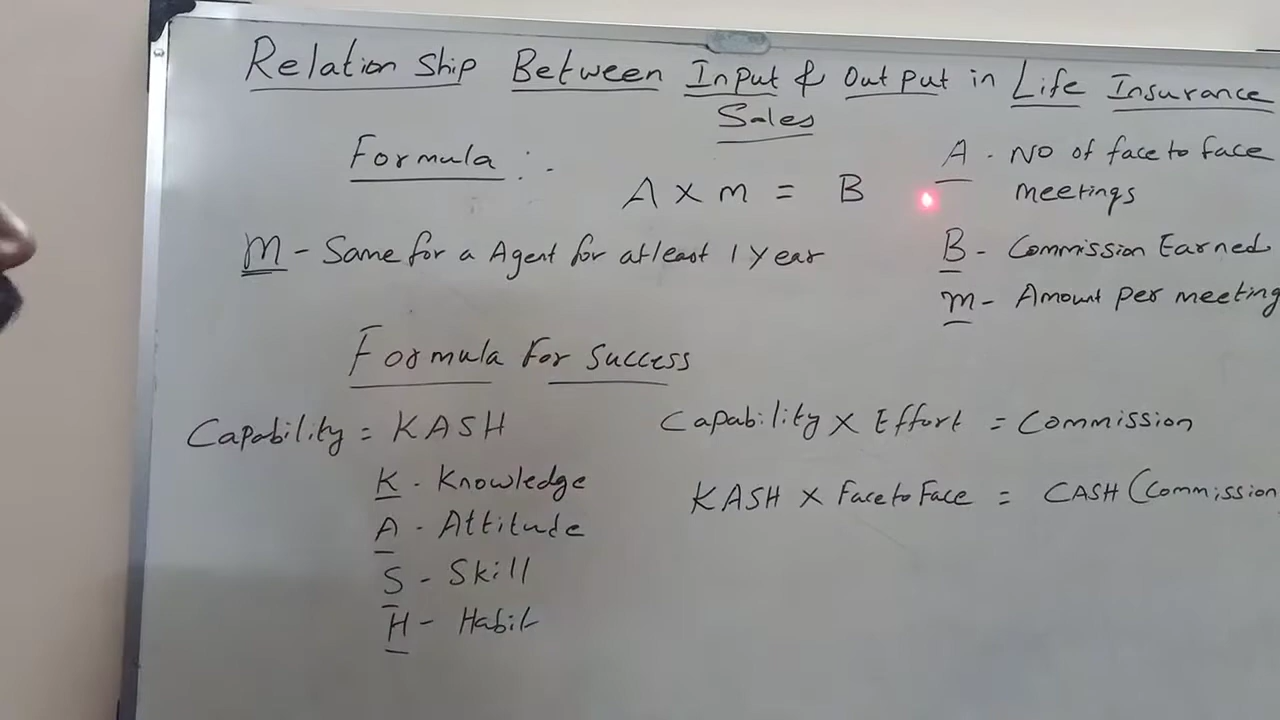 Relation Ship Between Input & Output in Life Insurance
Sales
Formula :-
A x m = B
A - No of face to face
meetings
M - Same for a Agent for atleast 1 Year
B - Commission Earned
m - Amount per meeting
Formula For Success
Capability = KASH
K - Knowledge
A - Attitude
S - Skill
H - Habit
Capability x Effort = Commission
KASH x Face to Face = CASH (Commission